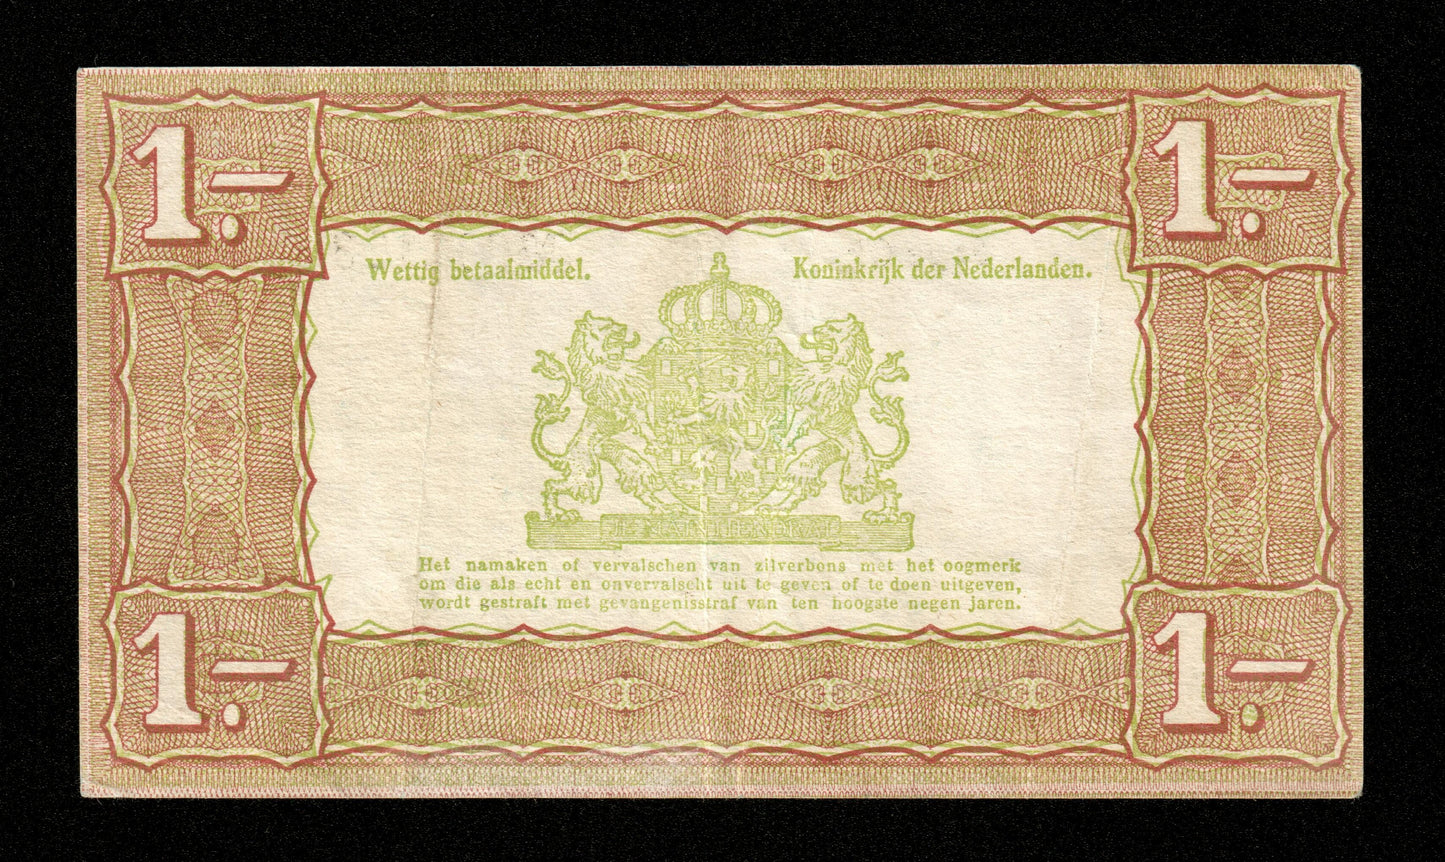 1.— 1.—
Wettig betaalmiddel. Koninkrijk der Nederlanden.
JE MAINTIENDRAI
Het namaken of vervalschen van zilverbons met het oogmerk
om die als echt en onvervalscht uit te geven of te doen uitgeven,
wordt gestraft met gevangenisstraf van ten hoogste negen jaren.
1.— 1.—